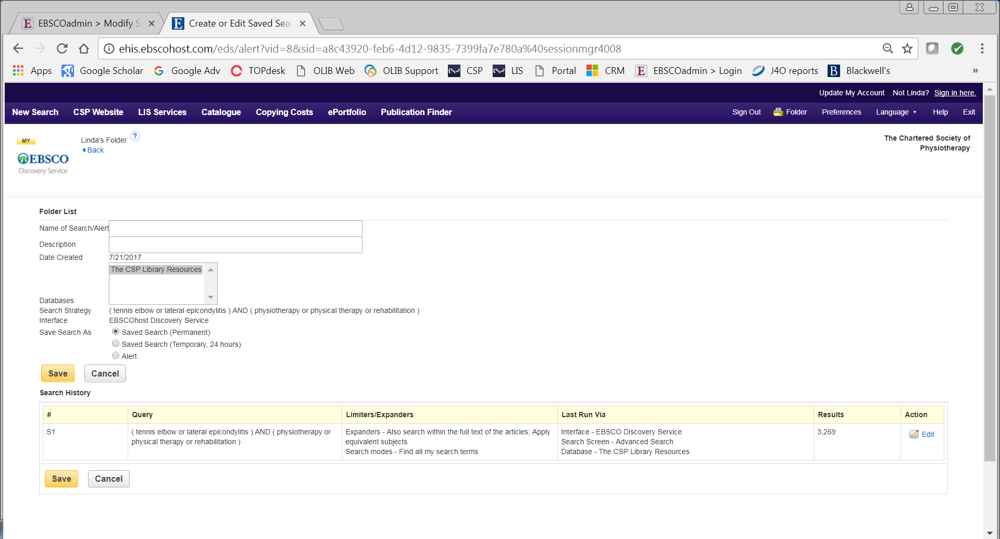 EBSCOadmin > Modify S
Create or Edit Saved Sea
ehis.ebscohost.com/eds/alert?vid=8&sid=a8c43920-feb6-4d12-9835-7399fa7e780a%40sessionmgr4008
Apps Google Scholar Google Adv TOPdesk OLIB Web OLIB Support CSP LIS Portal CRM EBSCOadmin > Login J4O reports Blackwell's »
Update My Account Not Linda? Sign in here.
New Search CSP Website LIS Services Catalogue Copying Costs ePortfolio Publication Finder Sign Out Folder Preferences Language Help Exit
MY
EBSCO
Discovery Service
Linda's Folder ?
Back
The Chartered Society of
Physiotherapy
Folder List
Name of Search/Alert
Description
Date Created 7/21/2017
The CSP Library Resources
Databases
Search Strategy ( tennis elbow or lateral epicondylitis ) AND ( physiotherapy or physical therapy or rehabilitation )
Interface EBSCOhost Discovery Service
Save Search As Saved Search (Permanent)
Saved Search (Temporary, 24 hours)
Alert
Save Cancel
Search History
# Query Limiters/Expanders Last Run Via Results Action
S1
( tennis elbow or lateral epicondylitis ) AND ( physiotherapy or
physical therapy or rehabilitation )
Expanders - Also search within the full text of the articles; Apply
equivalent subjects
Search modes - Find all my search terms
Interface - EBSCO Discovery Service
Search Screen - Advanced Search
Database - The CSP Library Resources
3,269
Edit
Save Cancel